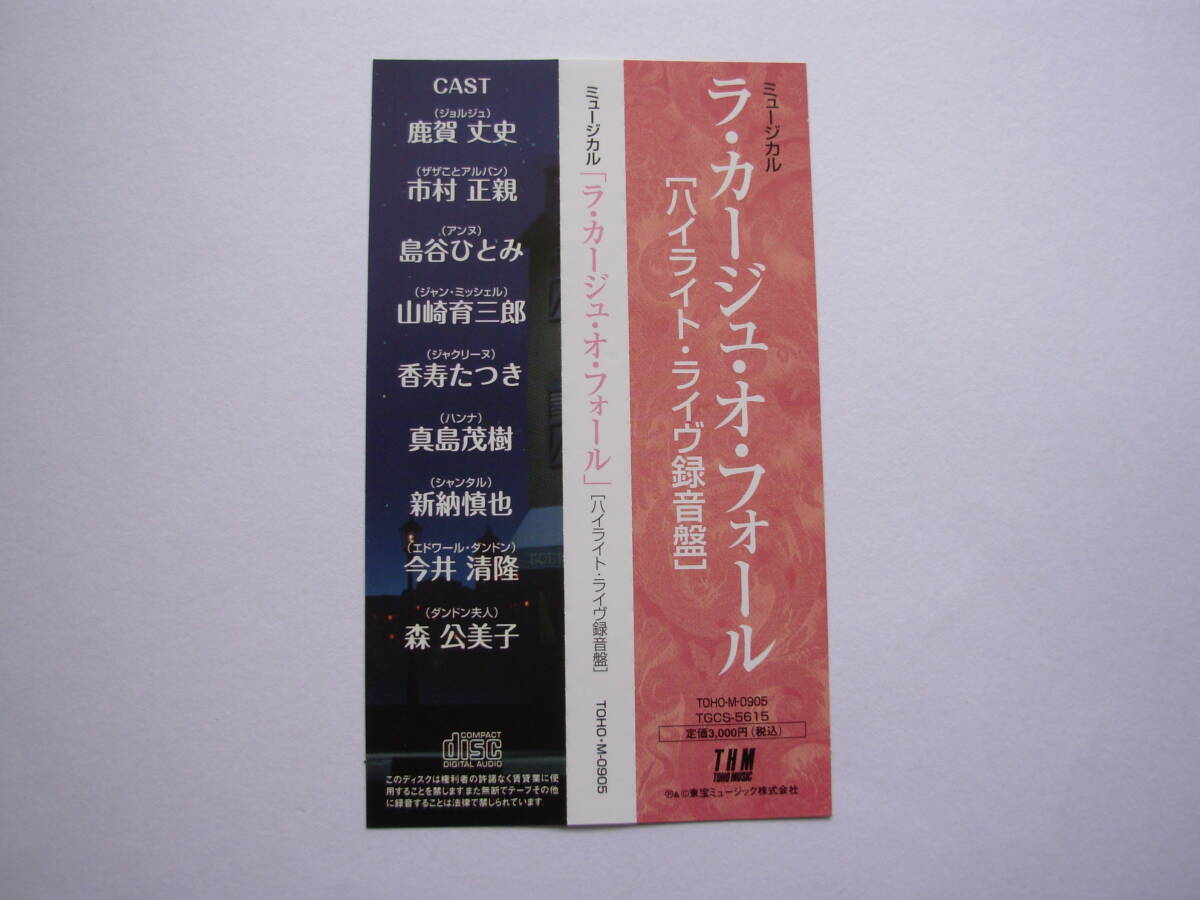 CAST
(ジョルジュ)
鹿賀 丈史
(ザザことアルバン)
市村 正親
(アンヌ)
島谷ひとみ
(ジャン・ミッシェル)
山崎育三郎
(ジャクリーヌ)
香寿たつき
(ハンナ)
真島茂樹
(シャンタル)
新納慎也
(エドワール・ダンドン)
今井 清隆
(ダンドン夫人)
森 公美子
COMPACT
disc
DIGITAL AUDIO
このディスクは権利者の許諾なく賃貸業に使
用することを禁じますまた無断でテープその他
に録音することは法律で禁じられています
ミュージカル「ラ・カージュ・オ・フォール」[ハイライト・ライヴ録音盤] TOHO・M-0905
ミュージカル
ラ・カージュ・オ・フォール
[ハイライト・ライヴ録音盤]
TOHO・M-0905
TGCS-5615
定価3,000円(税込)
THM
TOHO MUSIC
Ⓟ&©東宝ミュージック株式会社